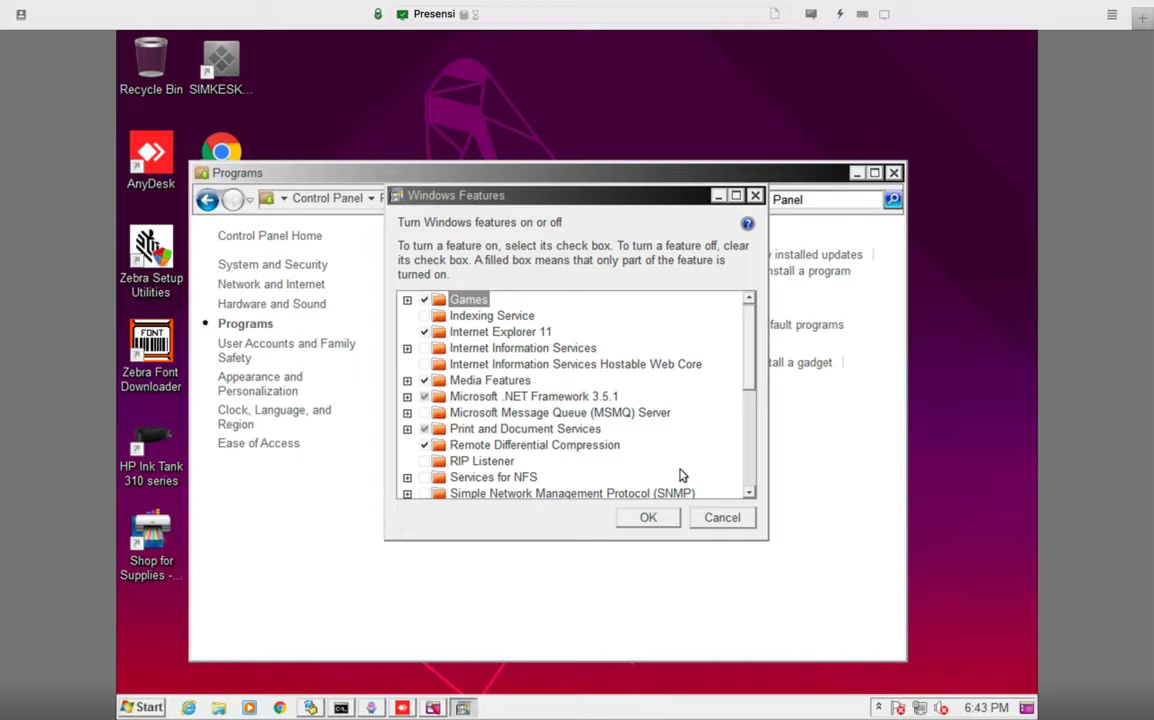 Presensi
Recycle Bin
SIMKESK...
AnyDesk
Zebra Setup
Utilities
FONT
Zebra Font
Downloader
HP Ink Tank
310 series
Shop for
Supplies -...
Programs
Control Panel
Panel
Control Panel Home
System and Security
Network and Internet
Hardware and Sound
Programs
User Accounts and Family
Safety
Appearance and
Personalization
Clock, Language, and
Region
Ease of Access
installed updates
nstall a program
fault programs
tall a gadget
Windows Features
Turn Windows features on or off
To turn a feature on, select its check box. To turn a feature off, clear
its check box. A filled box means that only part of the feature is
turned on.
Games
Indexing Service
Internet Explorer 11
Internet Information Services
Internet Information Services Hostable Web Core
Media Features
Microsoft .NET Framework 3.5.1
Microsoft Message Queue (MSMQ) Server
Print and Document Services
Remote Differential Compression
RIP Listener
Services for NFS
Simple Network Management Protocol (SNMP)
OK
Cancel
Start
6:43 PM